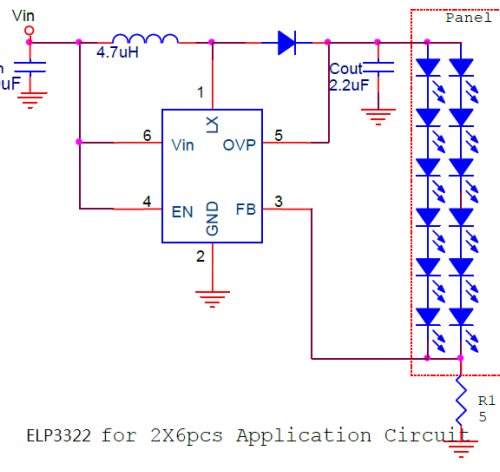 Panel
Vin
4.7uH
Cout
2.2uF
1
LX
6
Vin
OVP
5
4
EN
FB
3
GND
2
R1
5
ELP3322 for 2X6pcs Application Circuit